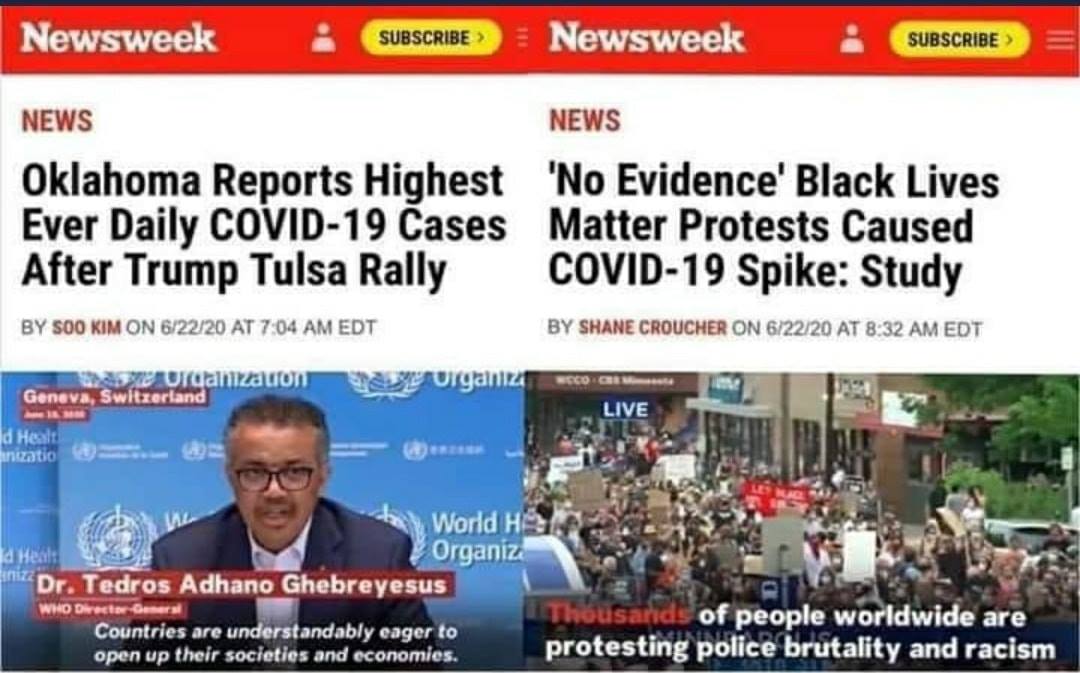 Newsweek
SUBSCRIBE >
NEWS
Oklahoma Reports Highest
Ever Daily COVID-19 Cases
After Trump Tulsa Rally
BY SOO KIM ON 6/22/20 AT 7:04 AM EDT
Organization
Organiz
Geneva, Switzerland
World H
Organiz
Dr. Tedros Adhano Ghebreyesus
WHO Director-General
Countries are understandably eager to
open up their societies and economies.
Newsweek
SUBSCRIBE >
NEWS
'No Evidence' Black Lives
Matter Protests Caused
COVID-19 Spike: Study
BY SHANE CROUCHER ON 6/22/20 AT 8:32 AM EDT
WCCO - CBS Minnesota
LIVE
Thousands of people worldwide are
protesting police brutality and racism
MINNEAPOLIS